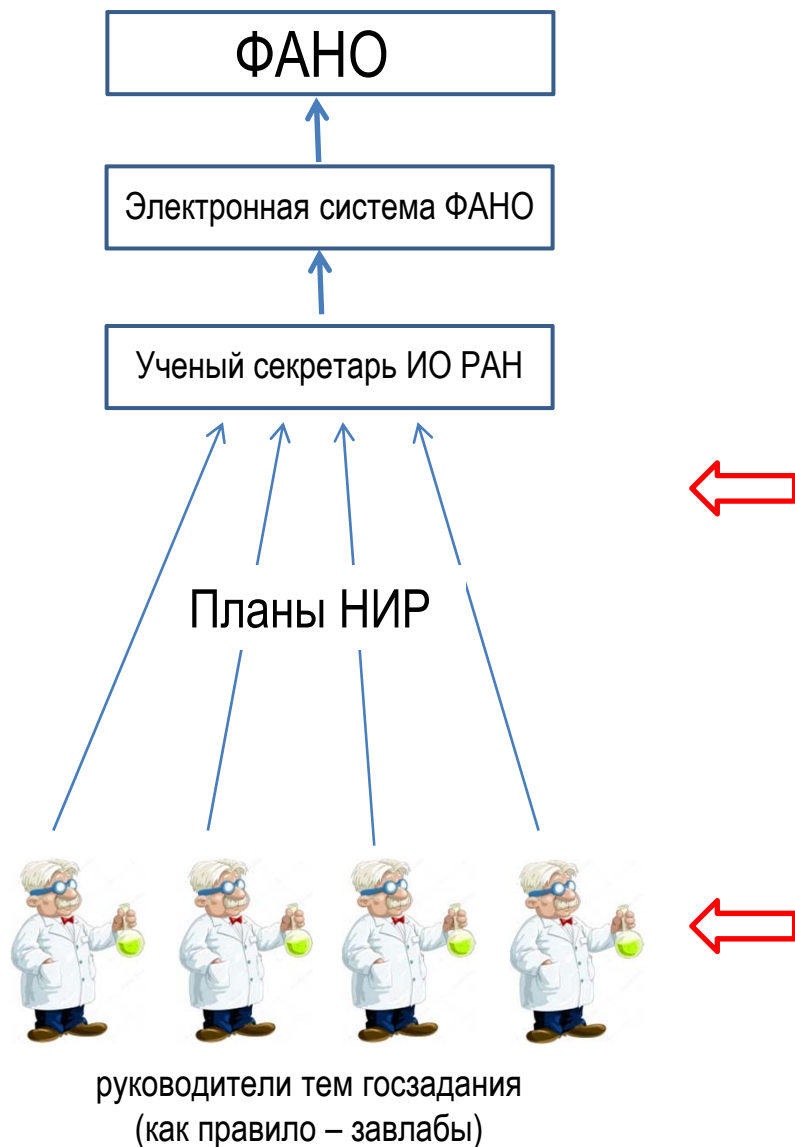 ФАНО
Электронная система ФАНО
Ученый секретарь ИО РАН
Планы НИР
руководители тем госзадания
(как правило – завлабы)